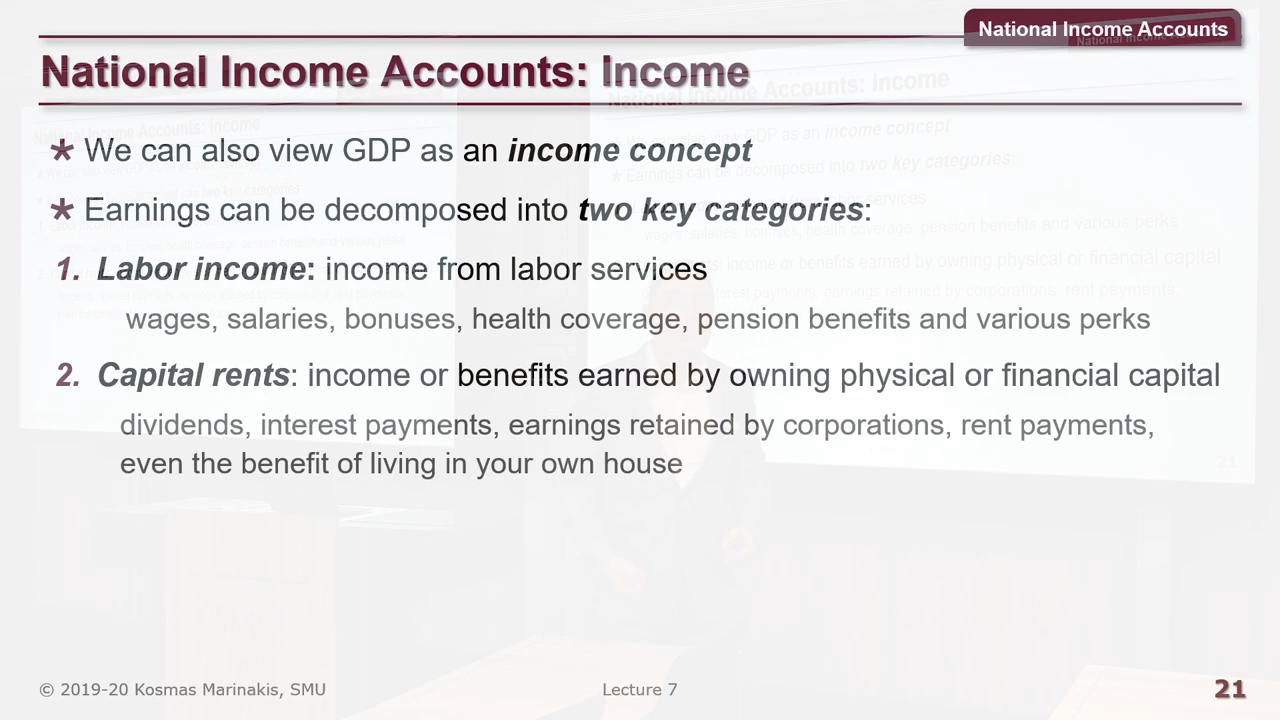 National Income Accounts
National Income Accounts: Income
* We can also view GDP as an income concept
* Earnings can be decomposed into two key categories:
1. Labor income: income from labor services
wages, salaries, bonuses, health coverage, pension benefits and various perks
2. Capital rents: income or benefits earned by owning physical or financial capital
dividends, interest payments, earnings retained by corporations, rent payments,
even the benefit of living in your own house
© 2019-20 Kosmas Marinakis, SMU
Lecture 7
21